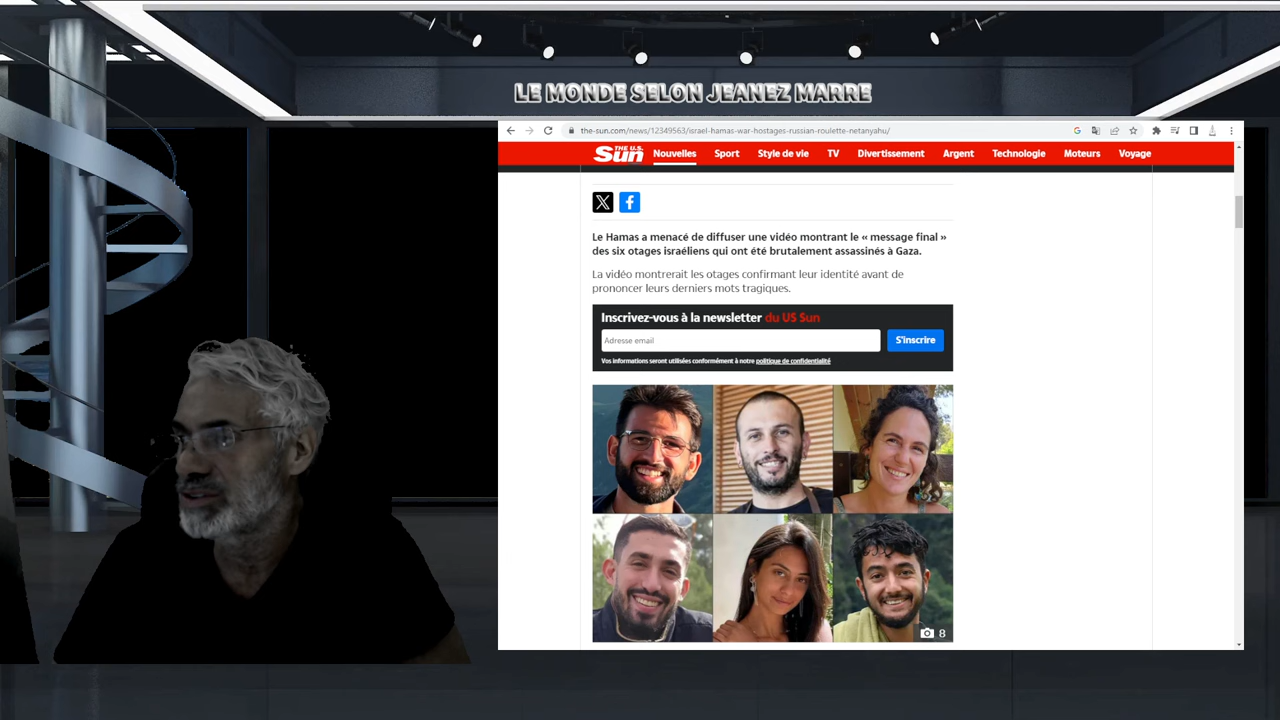 LE MONDE SELON JEANEZ MARRE
the-sun.com/news/12349563/israel-hamas-war-hostages-russian-roulette-netanyahu/
THE U.S. Sun Nouvelles Sport Style de vie TV Divertissement Argent Technologie Moteurs Voyage
Le Hamas a menacé de diffuser une vidéo montrant le « message final »
des six otages israéliens qui ont été brutalement assassinés à Gaza.
La vidéo montrerait les otages confirmant leur identité avant de
prononcer leurs derniers mots tragiques.
Inscrivez-vous à la newsletter du US Sun
Adresse email
S'inscrire
Vos informations seront utilisées conformément à notre politique de confidentialité
8